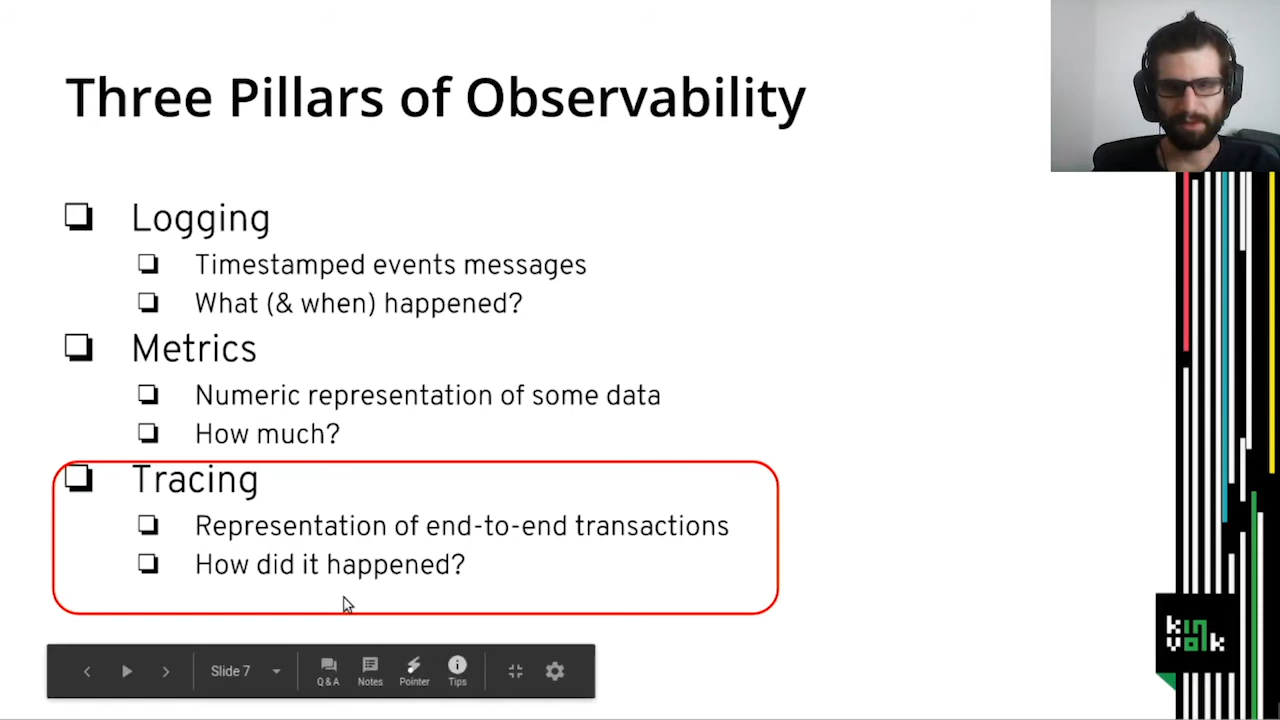 Three Pillars of Observability
Logging
Timestamped events messages
What (& when) happened?
Metrics
Numeric representation of some data
How much?
Tracing
Representation of end-to-end transactions
How did it happened?
Slide 7
Q&A
Notes
Pointer
Tips
kinvolk